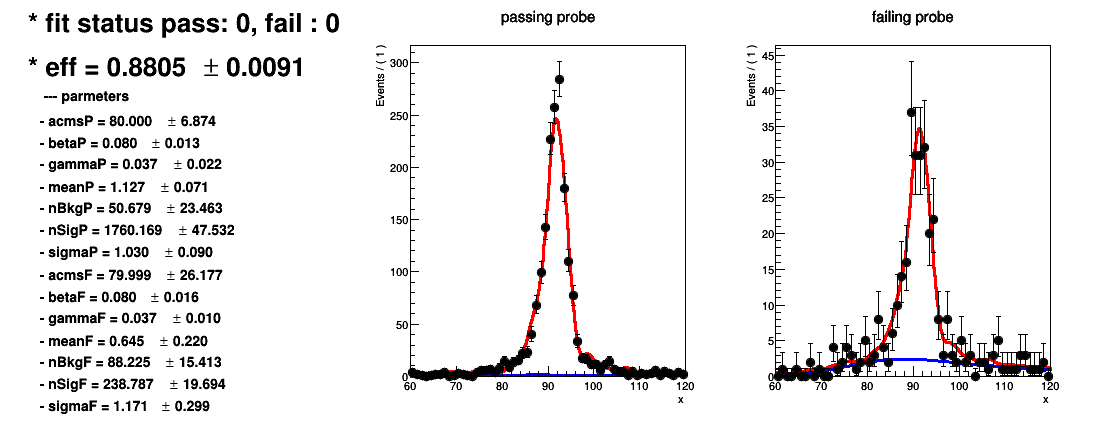 * fit status pass: 0, fail : 0
* eff = 0.8805 ± 0.0091
--- parmeters
- acmsP = 80.000 ± 6.874
- betaP = 0.080 ± 0.013
- gammaP = 0.037 ± 0.022
- meanP = 1.127 ± 0.071
- nBkgP = 50.679 ± 23.463
- nSigP = 1760.169 ± 47.532
- sigmaP = 1.030 ± 0.090
- acmsF = 79.999 ± 26.177
- betaF = 0.080 ± 0.016
- gammaF = 0.037 ± 0.010
- meanF = 0.645 ± 0.220
- nBkgF = 88.225 ± 15.413
- nSigF = 238.787 ± 19.694
- sigmaF = 1.171 ± 0.299
passing probe
Events / ( 1 )
300
250
200
150
100
50
0
60 70 80 90 100 110 120
x
failing probe
Events / ( 1 )
45
40
35
30
25
20
15
10
5
0
60 70 80 90 100 110 120
x